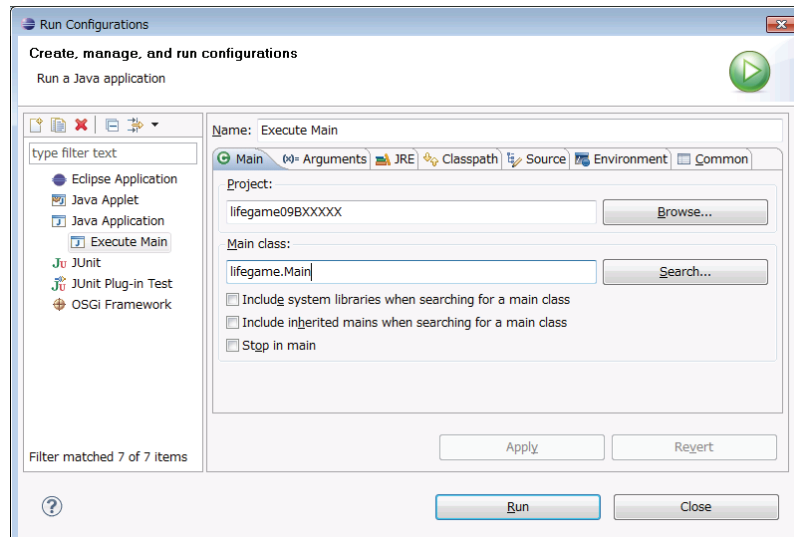 Run Configurations
Create, manage, and run configurations
Run a Java application
type filter text
Eclipse Application
Java Applet
Java Application
Execute Main
JUnit
JUnit Plug-in Test
OSGi Framework
Filter matched 7 of 7 items
Name: Execute Main
Main (x)= Arguments JRE Classpath Source Environment Common
Project:
lifegame09BXXXXX Browse...
Main class:
lifegame.Main Search...
Include system libraries when searching for a main class
Include inherited mains when searching for a main class
Stop in main
Apply Revert
Run Close